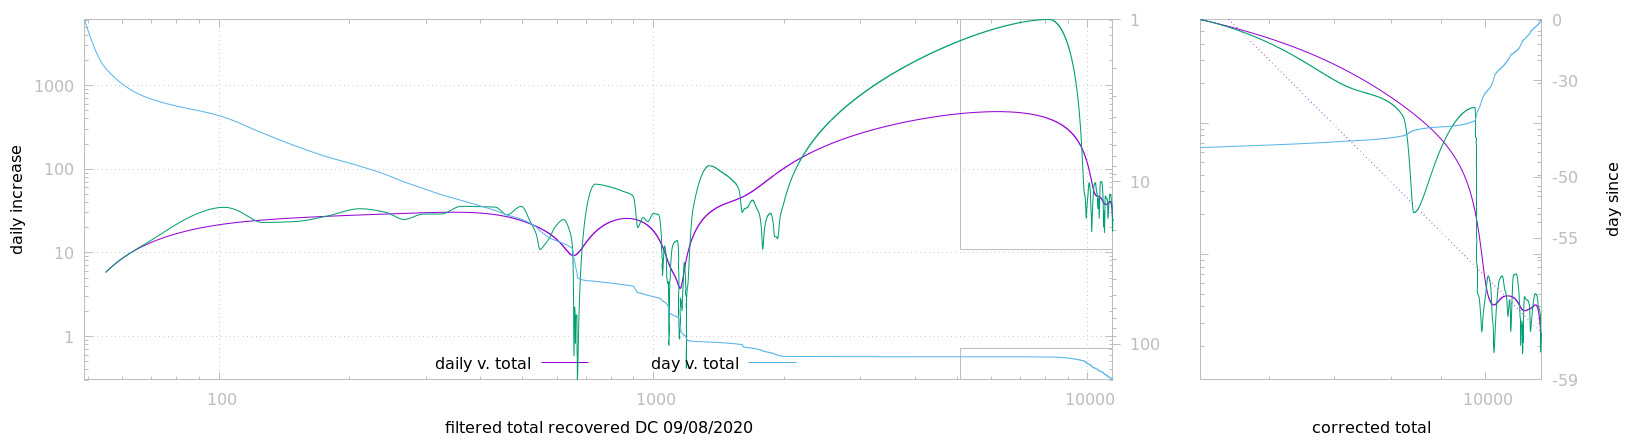 daily increase
1000
100
10
1
1
10
100
daily v. total
day v. total
100
1000
10000
filtered total recovered DC 09/08/2020
0
-30
-50
-55
-59
day since
10000
corrected total